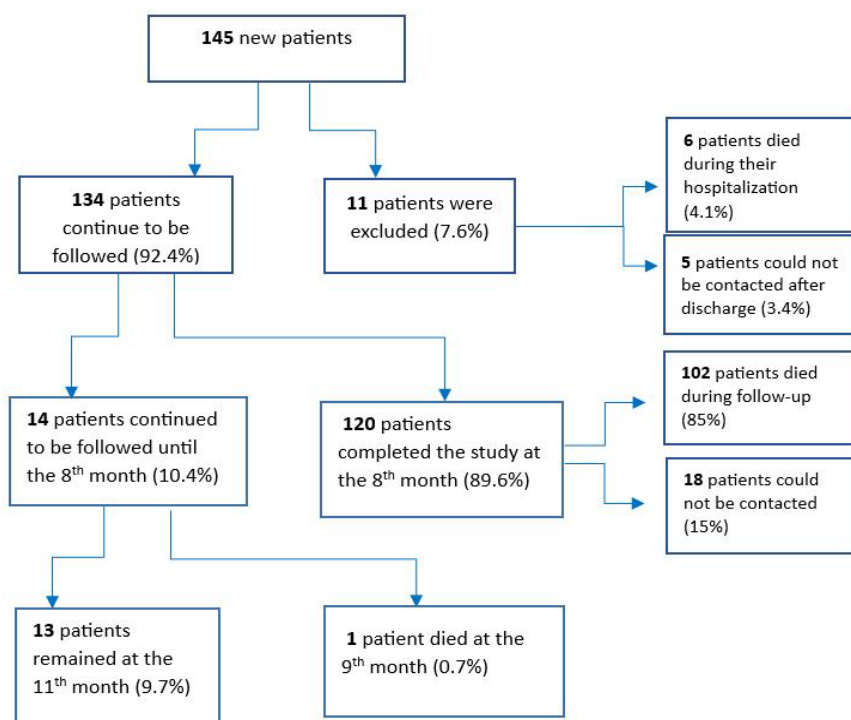 145 new patients
134 patients
continue to be
followed (92.4%)
11 patients were
excluded (7.6%)
6 patients died
during their
hospitalization
(4.1%)
5 patients could not
be contacted after
discharge (3.4%)
14 patients continued
to be followed until
the 8th month (10.4%)
120 patients
completed the study at
the 8th month (89.6%)
102 patients died
during follow-up
(85%)
18 patients could
not be contacted
(15%)
13 patients
remained at the
11th month (9.7%)
1 patient died at the
9th month (0.7%)